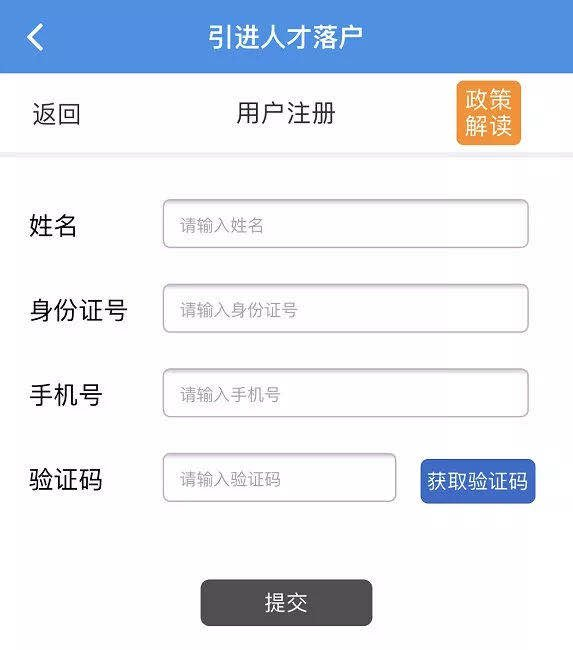 引进人才落户
返回
用户注册
政策
解读
姓名
请输入姓名
身份证号
请输入身份证号
手机号
请输入手机号
验证码
请输入验证码
获取验证码
提交